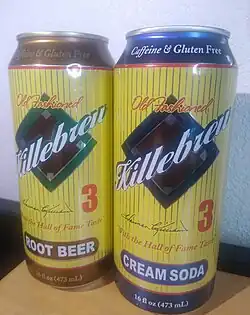 Caffeine & Gluten Free
Old Fashioned
Killebrew
3
With the Hall of Fame Taste
ROOT BEER
16 fl oz (473 mL)
Caffeine & Gluten Free
Old Fashioned
Killebrew
3
With the Hall of Fame Taste
CREAM SODA
16 fl oz (473 mL)